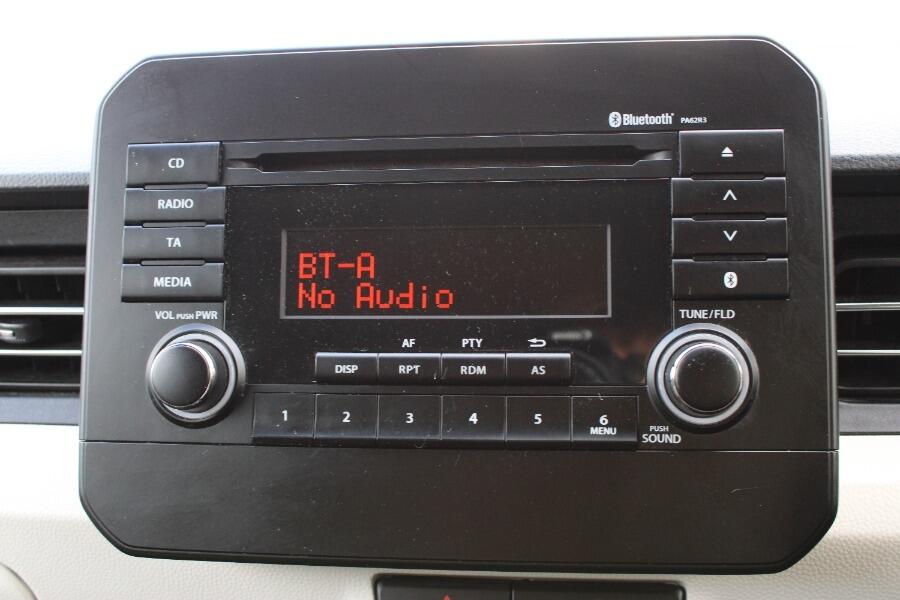 Bluetooth PA62R3
CD
RADIO
TA
MEDIA
BT-A
No Audio
VOL PUSH PWR
TUNE/FLD
AF PTY
DISP RPT RDM AS
1 2 3 4 5 6
MENU
PUSH
SOUND